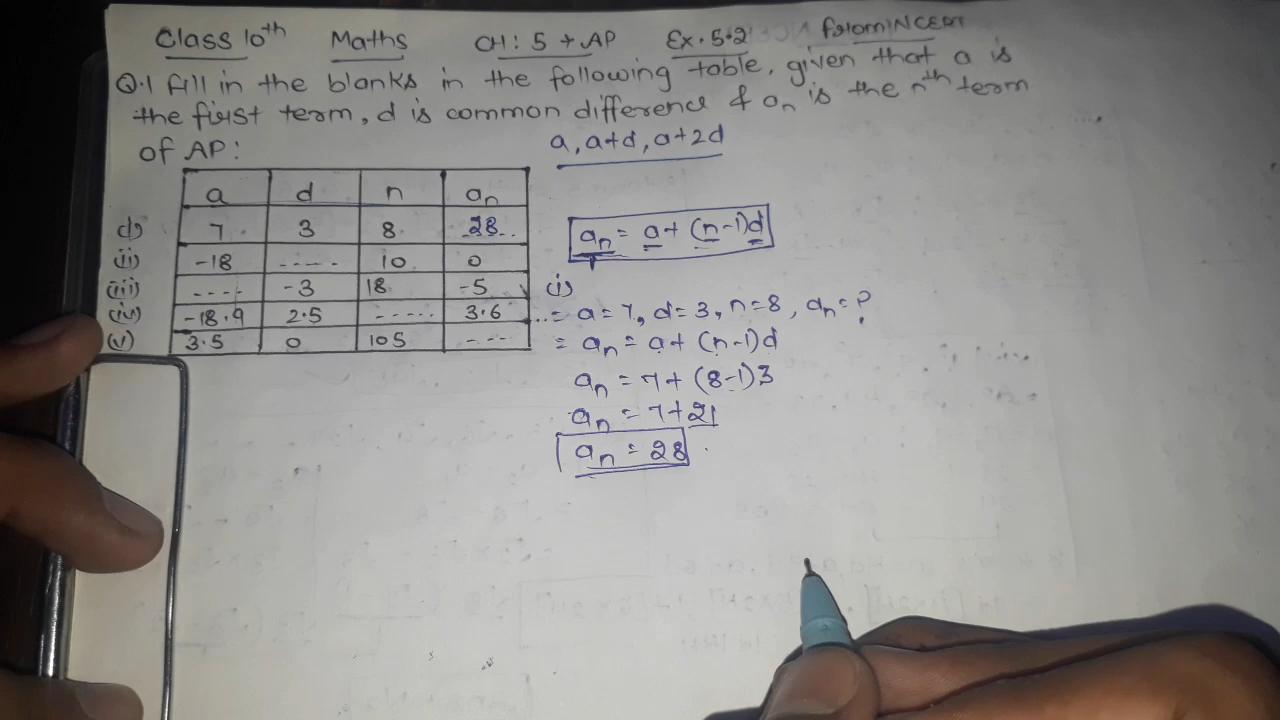 Class 10th Maths CH: 5 → AP Ex. 5.2 from NCERT
Q.1 Fill in the blanks in the following table, given that a is
the first term, d is common difference & an is the nth term
of AP:
a, a+d, a+2d
a d n an
(i) 7 3 8 28
(ii) -18 ...... 10 0
(iii) .... -3 18 -5
(iv) -18.9 2.5 ...... 3.6
(v) 3.5 0 105 ---
an = a + (n-1)d
(i)
= a = 7, d = 3, n = 8, an = ?
= an = a + (n-1)d
an = 7 + (8-1)3
an = 7 + 21
an = 28